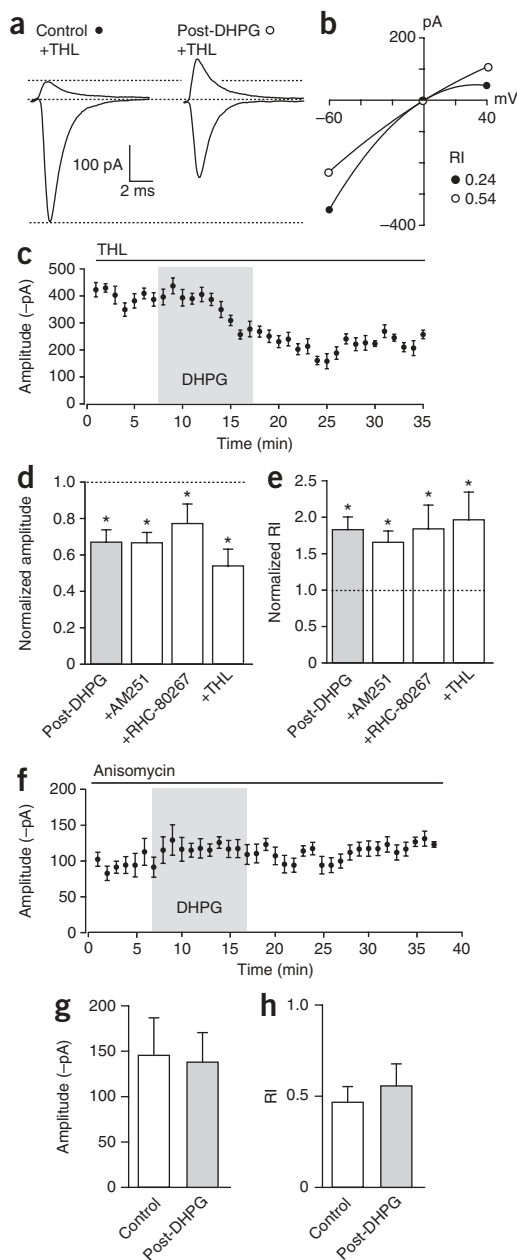 a
Control ●
+THL
Post-DHPG ○
+THL
100 pA
2 ms
b
pA
200
–60
mV
40
RI
● 0.24
○ 0.54
–400
c
THL
Amplitude (–pA)
500
400
300
200
100
0
DHPG
0 5 10 15 20 25 30 35
Time (min)
d
Normalized amplitude
1.0
0.8
0.6
0.4
0.2
0
* * * *
Post-DHPG
+AM251
+RHC-80267
+THL
e
Normalized RI
2.5
2.0
1.5
1.0
0.5
0
* * * *
Post-DHPG
+AM251
+RHC-80267
+THL
f
Anisomycin
Amplitude (–pA)
200
150
100
50
0
DHPG
0 5 10 15 20 25 30 35 40
Time (min)
g
Amplitude (–pA)
200
150
100
50
0
Control
Post-DHPG
h
RI
1.0
0.5
0
Control
Post-DHPG